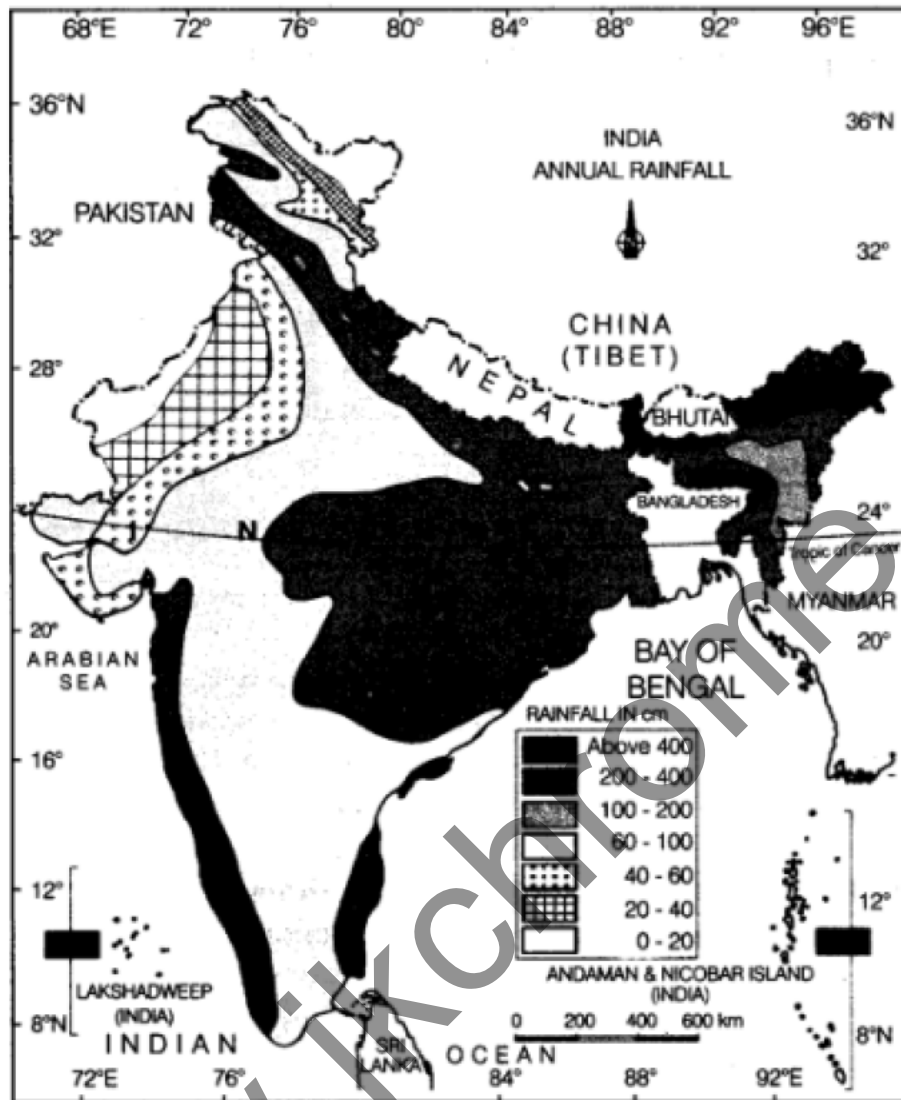 68°E 72° 76° 80° 84° 88° 92° 96°E
36°N
36°N
INDIA
ANNUAL RAINFALL
PAKISTAN
32°
32°
CHINA
(TIBET)
NEPAL
28°
BHUTAI
BANGLADESH
24°
I N
Tropic of Cancer
MYANMAR
20°
20°
ARABIAN
SEA
BAY OF
BENGAL
RAINFALL IN cm
Above 400
200 - 400
100 - 200
60 - 100
40 - 60
20 - 40
0 - 20
16°
12°
12°
LAKSHADWEEP
(INDIA)
ANDAMAN & NICOBAR ISLAND
(INDIA)
0 200 400 600 km
8°N
8°N
INDIAN
OCEAN
SRI
LANKA
72°E 76° 80° 84° 88° 92°E
ikchrome